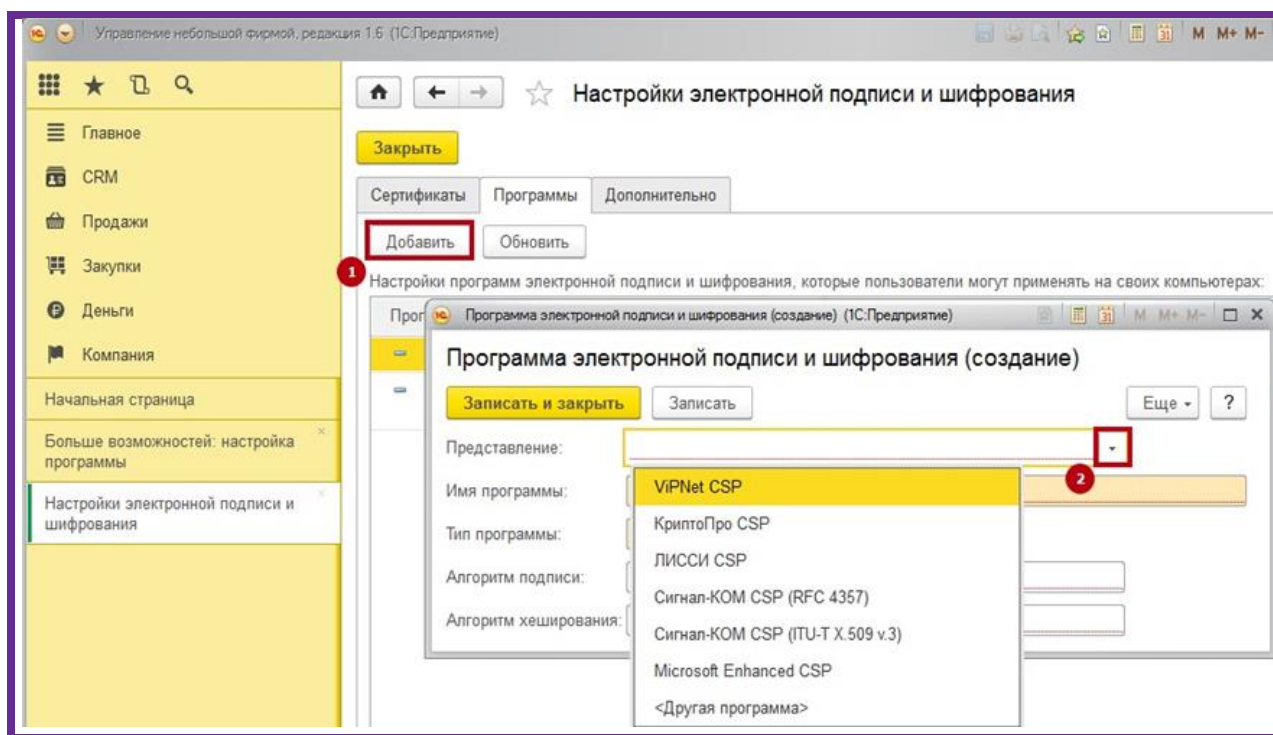 Управление небольшой фирмой, редакция 1.6 (1С:Предприятие)
M M+ M-
Настройки электронной подписи и шифрования
Главное
CRM
Продажи
Закупки
Деньги
Компания
Начальная страница
Больше возможностей: настройка
программы
Настройки электронной подписи и
шифрования
Закрыть
Сертификаты Программы Дополнительно
Добавить Обновить
1
Настройки программ электронной подписи и шифрования, которые пользователи могут применять на своих компьютерах:
Прог
Программа электронной подписи и шифрования (создание) (1С:Предприятие)
M M+ M-
Программа электронной подписи и шифрования (создание)
Записать и закрыть Записать Еще ?
Представление:
2
Имя программы:
Тип программы:
Алгоритм подписи:
Алгоритм хеширования:
ViPNet CSP
КриптоПро CSP
ЛИССИ CSP
Сигнал-КОМ CSP (RFC 4357)
Сигнал-КОМ CSP (ITU-T X.509 v.3)
Microsoft Enhanced CSP
<Другая программа>